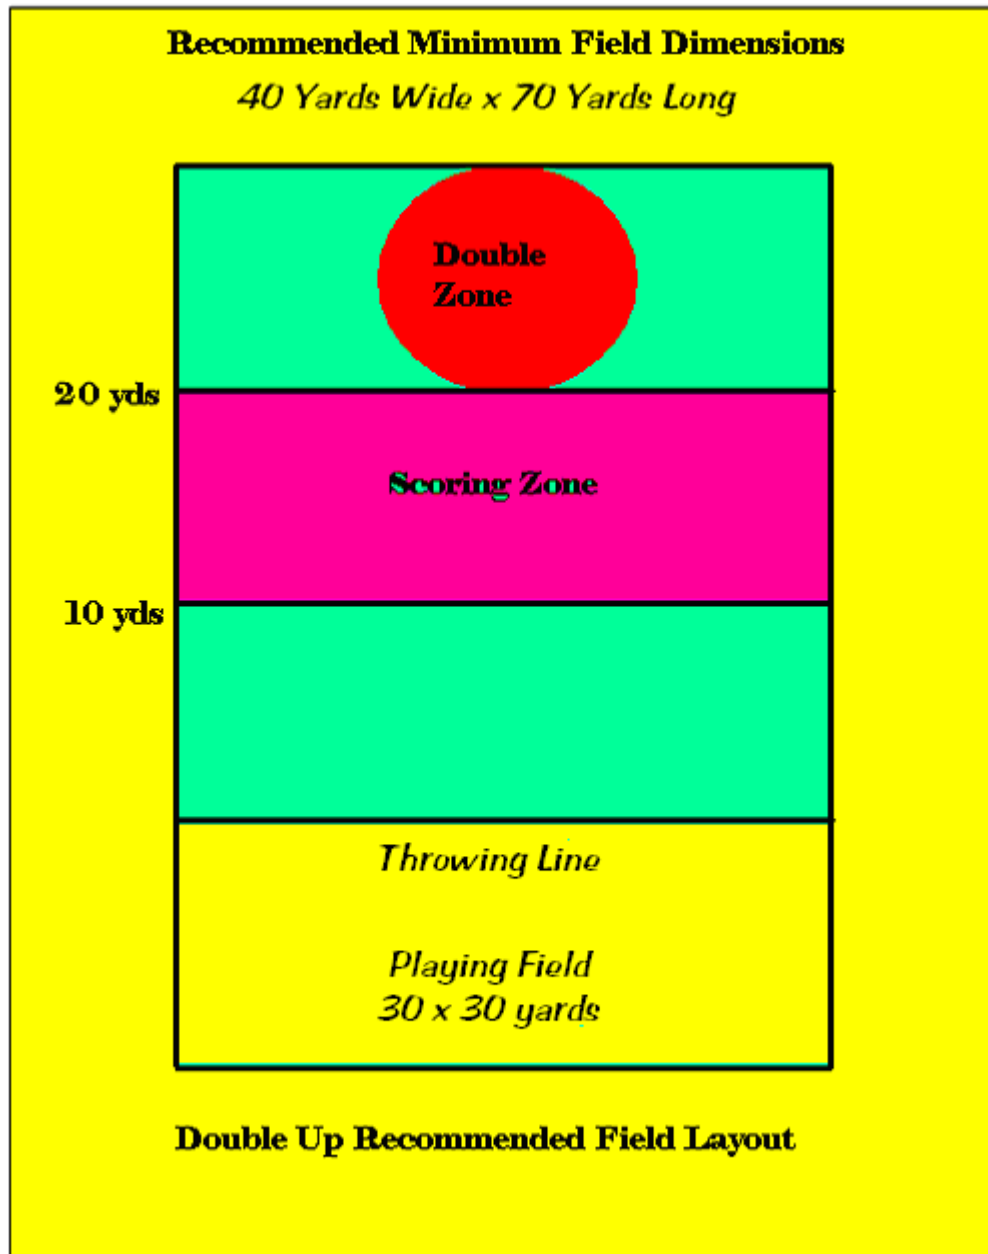 Recommended Minimum Field Dimensions
40 Yards Wide x 70 Yards Long
Double
Zone
20 yds
Scoring Zone
10 yds
Throwing Line
Playing Field
30 x 30 yards
Double Up Recommended Field Layout